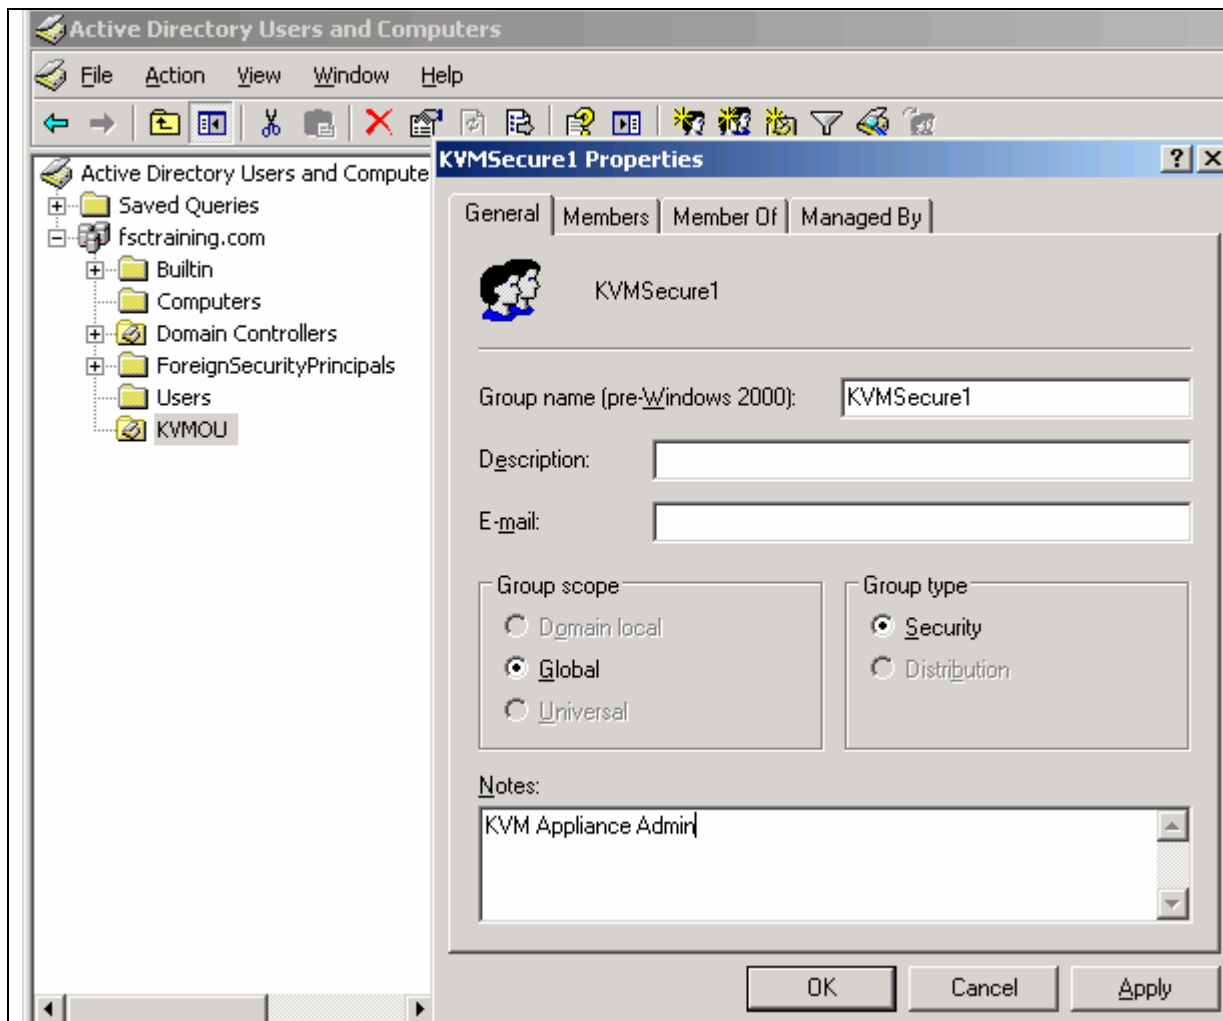 Active Directory Users and Computers
File Action View Window Help
Active Directory Users and Compute
Saved Queries
fsctraining.com
Builtin
Computers
Domain Controllers
ForeignSecurityPrincipals
Users
KVMOU
KVMSecure1 Properties
General Members Member Of Managed By
KVMSecure1
Group name (pre-Windows 2000): KVMSecure1
Description:
E-mail:
Group scope
Domain local
Global
Universal
Group type
Security
Distribution
Notes:
KVM Appliance Admin
OK Cancel Apply